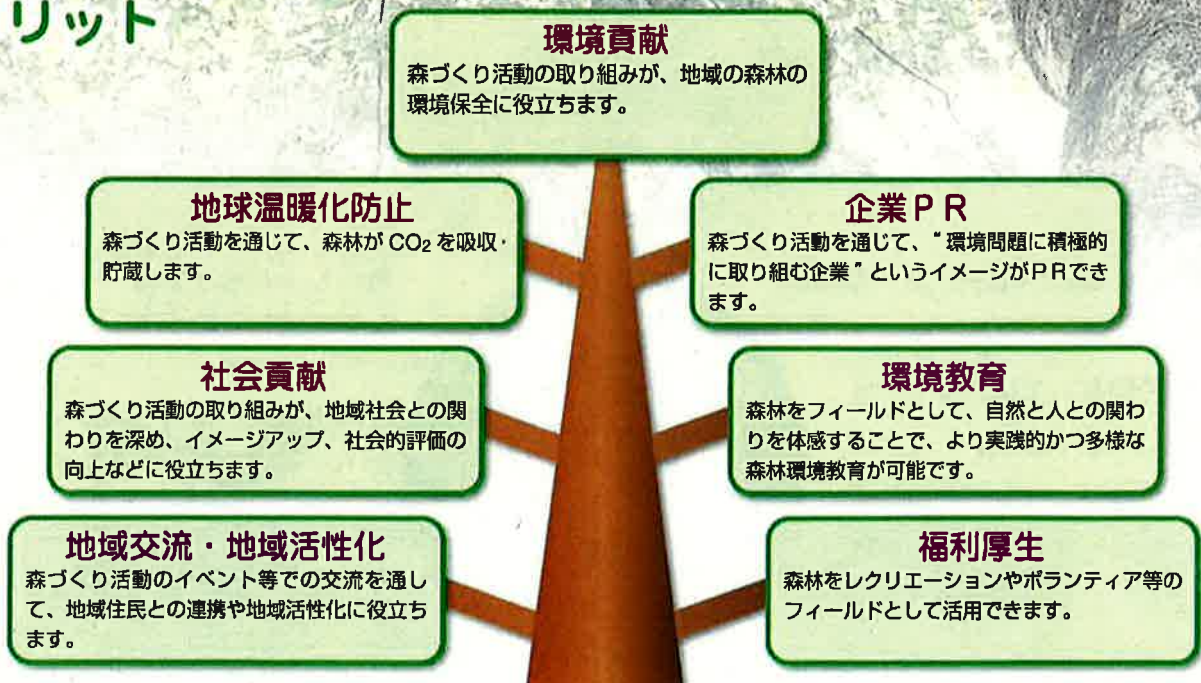 リット
環境貢献
森づくり活動の取り組みが、地域の森林の
環境保全に役立ちます。
地球温暖化防止
森づくり活動を通じて、森林が CO₂ を吸収・
貯蔵します。
企業ＰＲ
森づくり活動を通じて、“環境問題に積極的
に取り組む企業”というイメージがＰＲでき
ます。
社会貢献
森づくり活動の取り組みが、地域社会との関
わりを深め、イメージアップ、社会的評価の
向上などに役立ちます。
環境教育
森林をフィールドとして、自然と人との関わ
りを体感することで、より実践的かつ多様な
森林環境教育が可能です。
地域交流・地域活性化
森づくり活動のイベント等での交流を通し
て、地域住民との連携や地域活性化に役立ち
ます。
福利厚生
森林をレクリエーションやボランティア等の
フィールドとして活用できます。